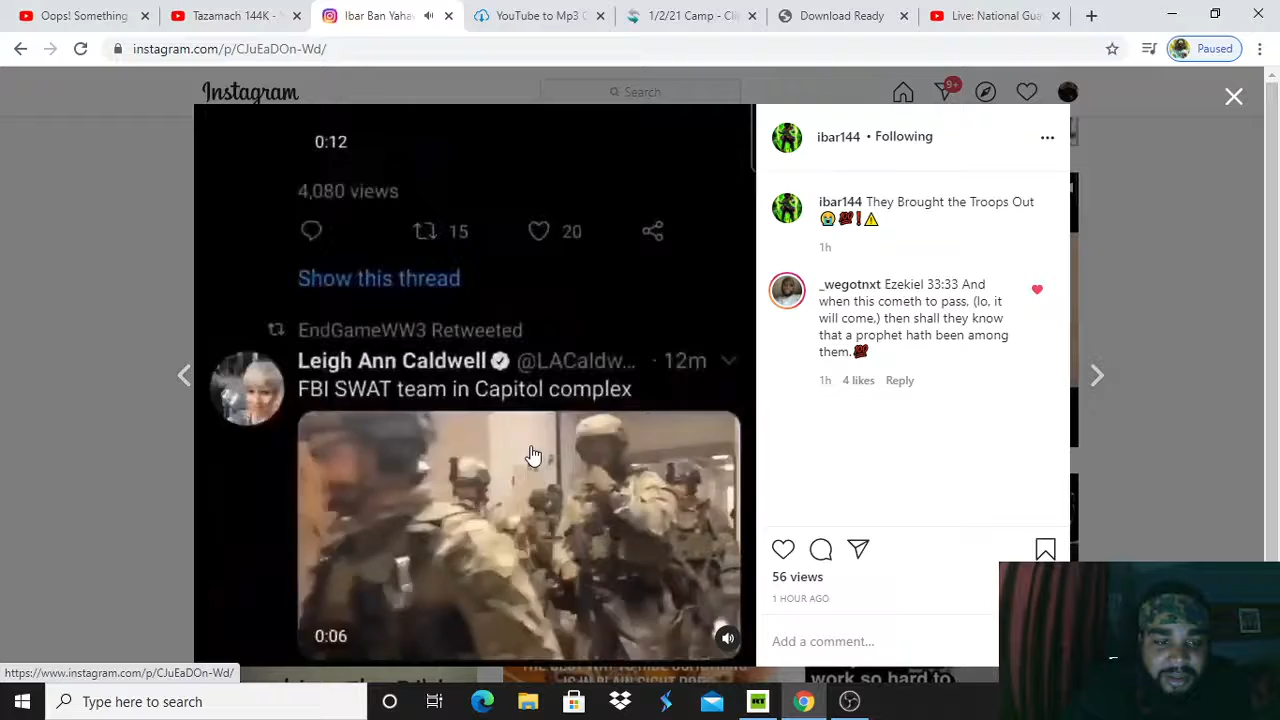 Oops! Something
Tazamach 144K -
Ibar Ban Yaha
YouTube to Mp3 C
1/2/21 Camp - Cli
Download Ready
Live: National Gua
instagram.com/p/CJuEaDOn-Wd/
Paused
Instagram
Search
9+
0:12
4,080 views
15
20
Show this thread
EndGameWW3 Retweeted
Leigh Ann Caldwell @LACaldw... · 12m
FBI SWAT team in Capitol complex
0:06
ibar144 • Following
ibar144 They Brought the Troops Out
😭💯❗⚠
1h
_wegotnxt Ezekiel 33:33 And
when this cometh to pass, (lo, it
will come,) then shall they know
that a prophet hath been among
them.💯
1h 4 likes Reply
56 views
1 HOUR AGO
Add a comment...
work so hard to
https://www.instagram.com/p/CJuEaDOn-Wd/
Type here to search
RT